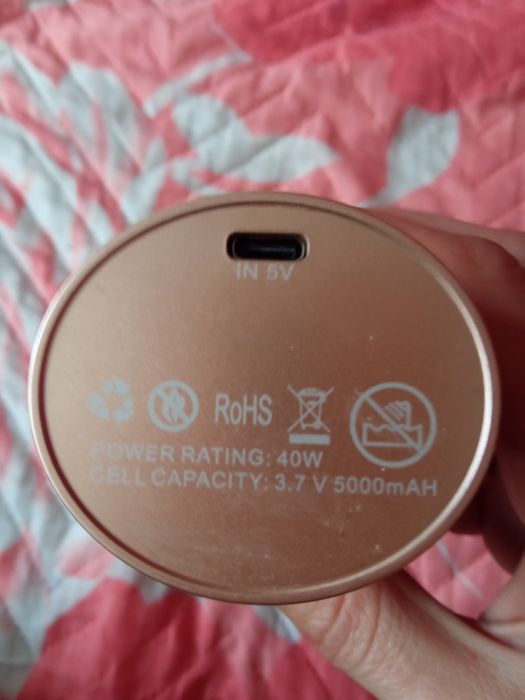 IN 5V
RoHS
POWER RATING: 40W
CELL CAPACITY: 3.7 V 5000mAH